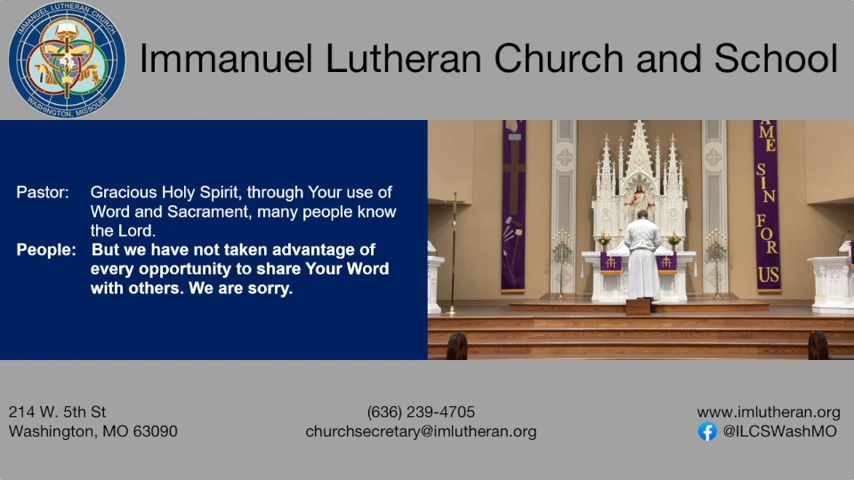 IMMANUEL LUTHERAN CHURCH
WASHINGTON, MISSOURI
Immanuel Lutheran Church and School
Pastor: Gracious Holy Spirit, through Your use of
Word and Sacrament, many people know
the Lord.
People: But we have not taken advantage of
every opportunity to share Your Word
with others. We are sorry.
AME
SIN
FOR
US
214 W. 5th St
Washington, MO 63090
(636) 239-4705
churchsecretary@imlutheran.org
www.imlutheran.org
@ILCSWashMO